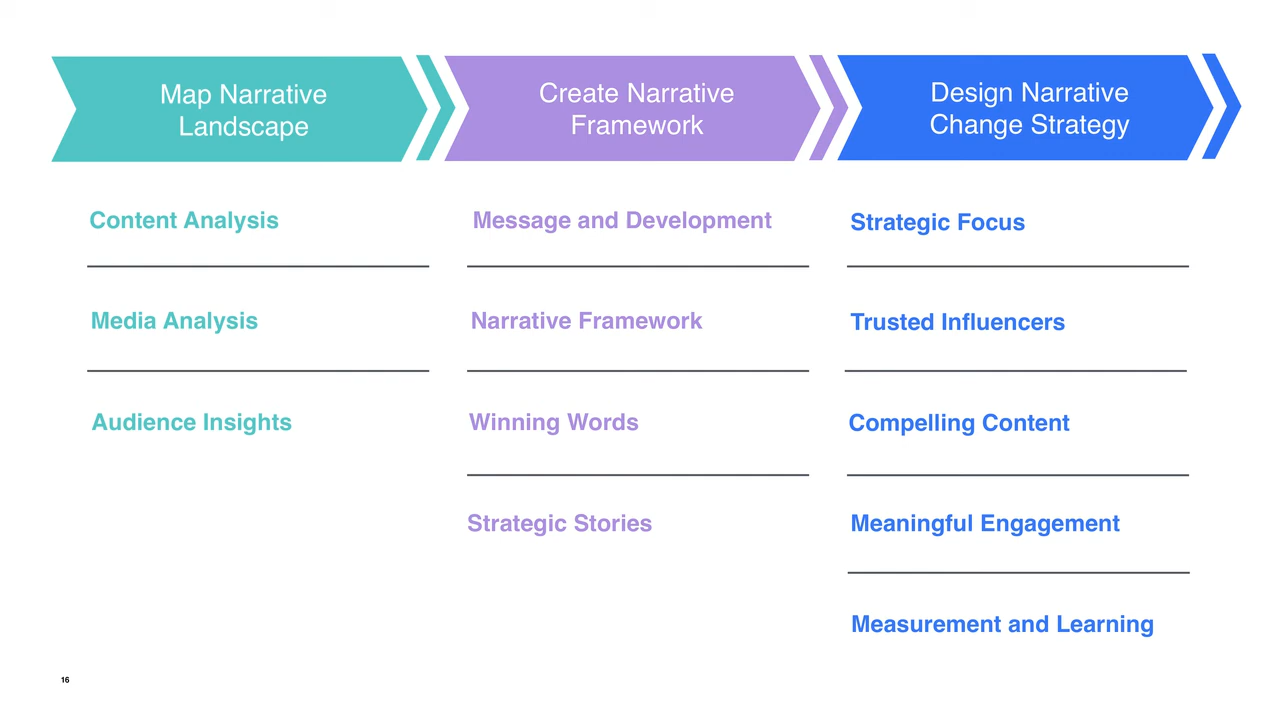 Map Narrative
Landscape
Create Narrative
Framework
Design Narrative
Change Strategy
Content Analysis
Media Analysis
Audience Insights
Message and Development
Narrative Framework
Winning Words
Strategic Stories
Strategic Focus
Trusted Influencers
Compelling Content
Meaningful Engagement
Measurement and Learning
16